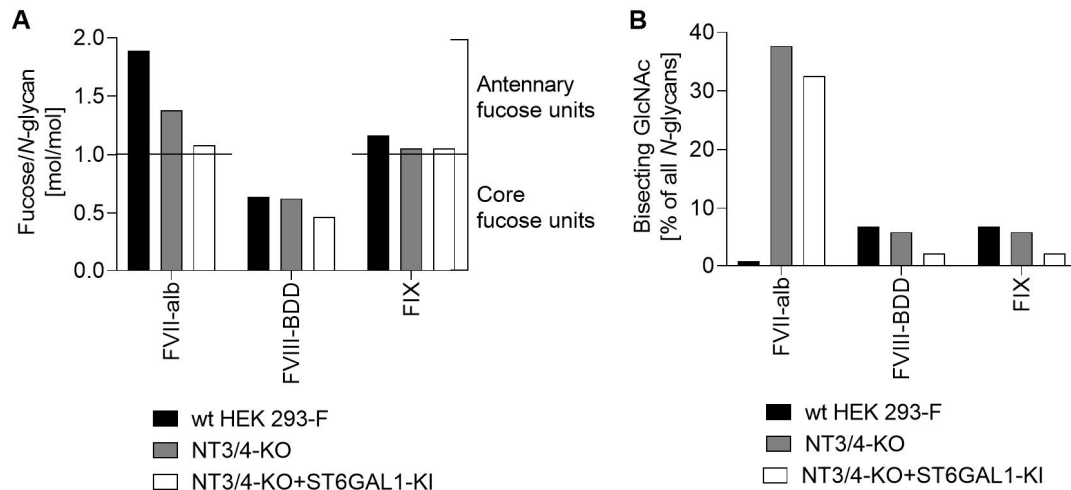 A
Fucose/N-glycan
[mol/mol]
2.0
1.5
1.0
0.5
0.0
Antennary
fucose units
Core
fucose units
FVII-alb
FVIII-BDD
FIX
wt HEK 293-F
NT3/4-KO
NT3/4-KO+ST6GAL1-KI
B
Bisecting GlcNAc
[% of all N-glycans]
40
30
20
10
0
FVII-alb
FVIII-BDD
FIX
wt HEK 293-F
NT3/4-KO
NT3/4-KO+ST6GAL1-KI